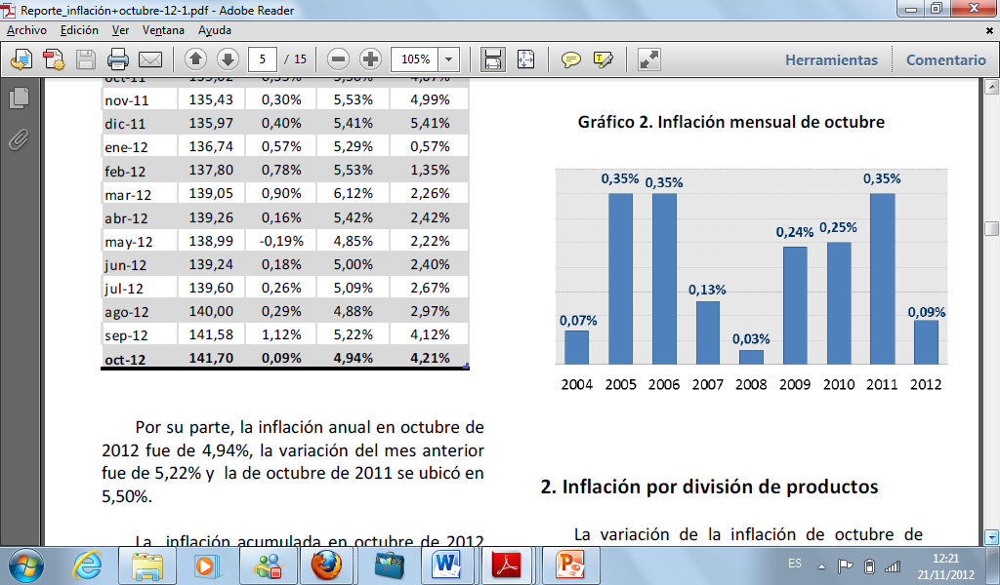 Reporte_inflación+octubre-12-1.pdf - Adobe Reader
Archivo Edición Ver Ventana Ayuda
5 / 15 105% Herramientas Comentario
nov-11 135,43 0,30% 5,53% 4,99%
dic-11 135,97 0,40% 5,41% 5,41%
ene-12 136,74 0,57% 5,29% 0,57%
feb-12 137,80 0,78% 5,53% 1,35%
mar-12 139,05 0,90% 6,12% 2,26%
abr-12 139,26 0,16% 5,42% 2,42%
may-12 138,99 -0,19% 4,85% 2,22%
jun-12 139,24 0,18% 5,00% 2,40%
jul-12 139,60 0,26% 5,09% 2,67%
ago-12 140,00 0,29% 4,88% 2,97%
sep-12 141,58 1,12% 5,22% 4,12%
oct-12 141,70 0,09% 4,94% 4,21%
Por su parte, la inflación anual en octubre de
2012 fue de 4,94%, la variación del mes anterior
fue de 5,22% y la de octubre de 2011 se ubicó en
5,50%.
La inflación acumulada en octubre de 2012
Gráfico 2. Inflación mensual de octubre
0,07% 0,35% 0,35% 0,13% 0,03% 0,24% 0,25% 0,35% 0,09%
2004 2005 2006 2007 2008 2009 2010 2011 2012
2. Inflación por división de productos
La variación de la inflación de octubre de
ES 12:21
21/11/2012